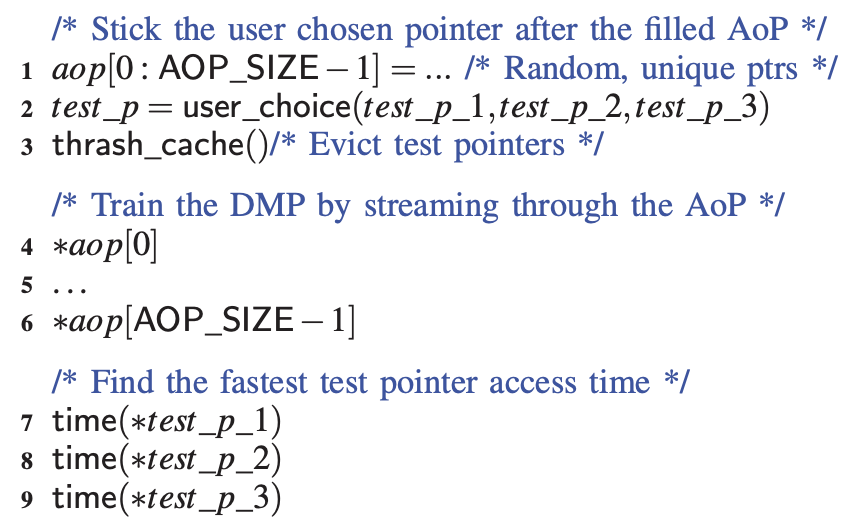 /* Stick the user chosen pointer after the filled AoP */
1 aop[0 : AOP_SIZE − 1] = ... /* Random, unique ptrs */
2 test_p = user_choice(test_p_1,test_p_2,test_p_3)
3 thrash_cache()/* Evict test pointers */
/* Train the DMP by streaming through the AoP */
4 *aop[0]
5 ...
6 *aop[AOP_SIZE − 1]
/* Find the fastest test pointer access time */
7 time(*test_p_1)
8 time(*test_p_2)
9 time(*test_p_3)